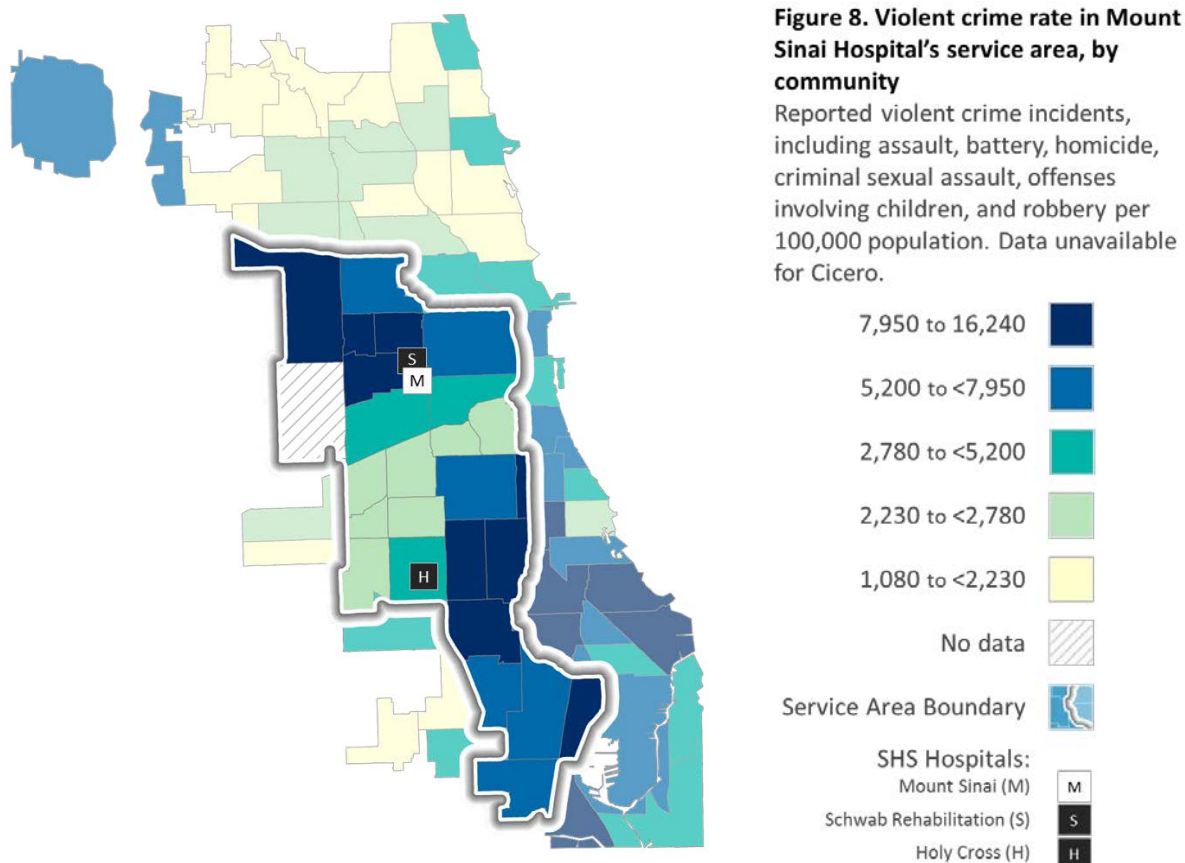 Figure 8. Violent crime rate in Mount
Sinai Hospital's service area, by
community
Reported violent crime incidents,
including assault, battery, homicide,
criminal sexual assault, offenses
involving children, and robbery per
100,000 population. Data unavailable
for Cicero.
7,950 to 16,240
5,200 to <7,950
2,780 to <5,200
2,230 to <2,780
1,080 to <2,230
No data
Service Area Boundary
SHS Hospitals:
Mount Sinai (M) M
Schwab Rehabilitation (S) S
Holy Cross (H) H
S
M
H